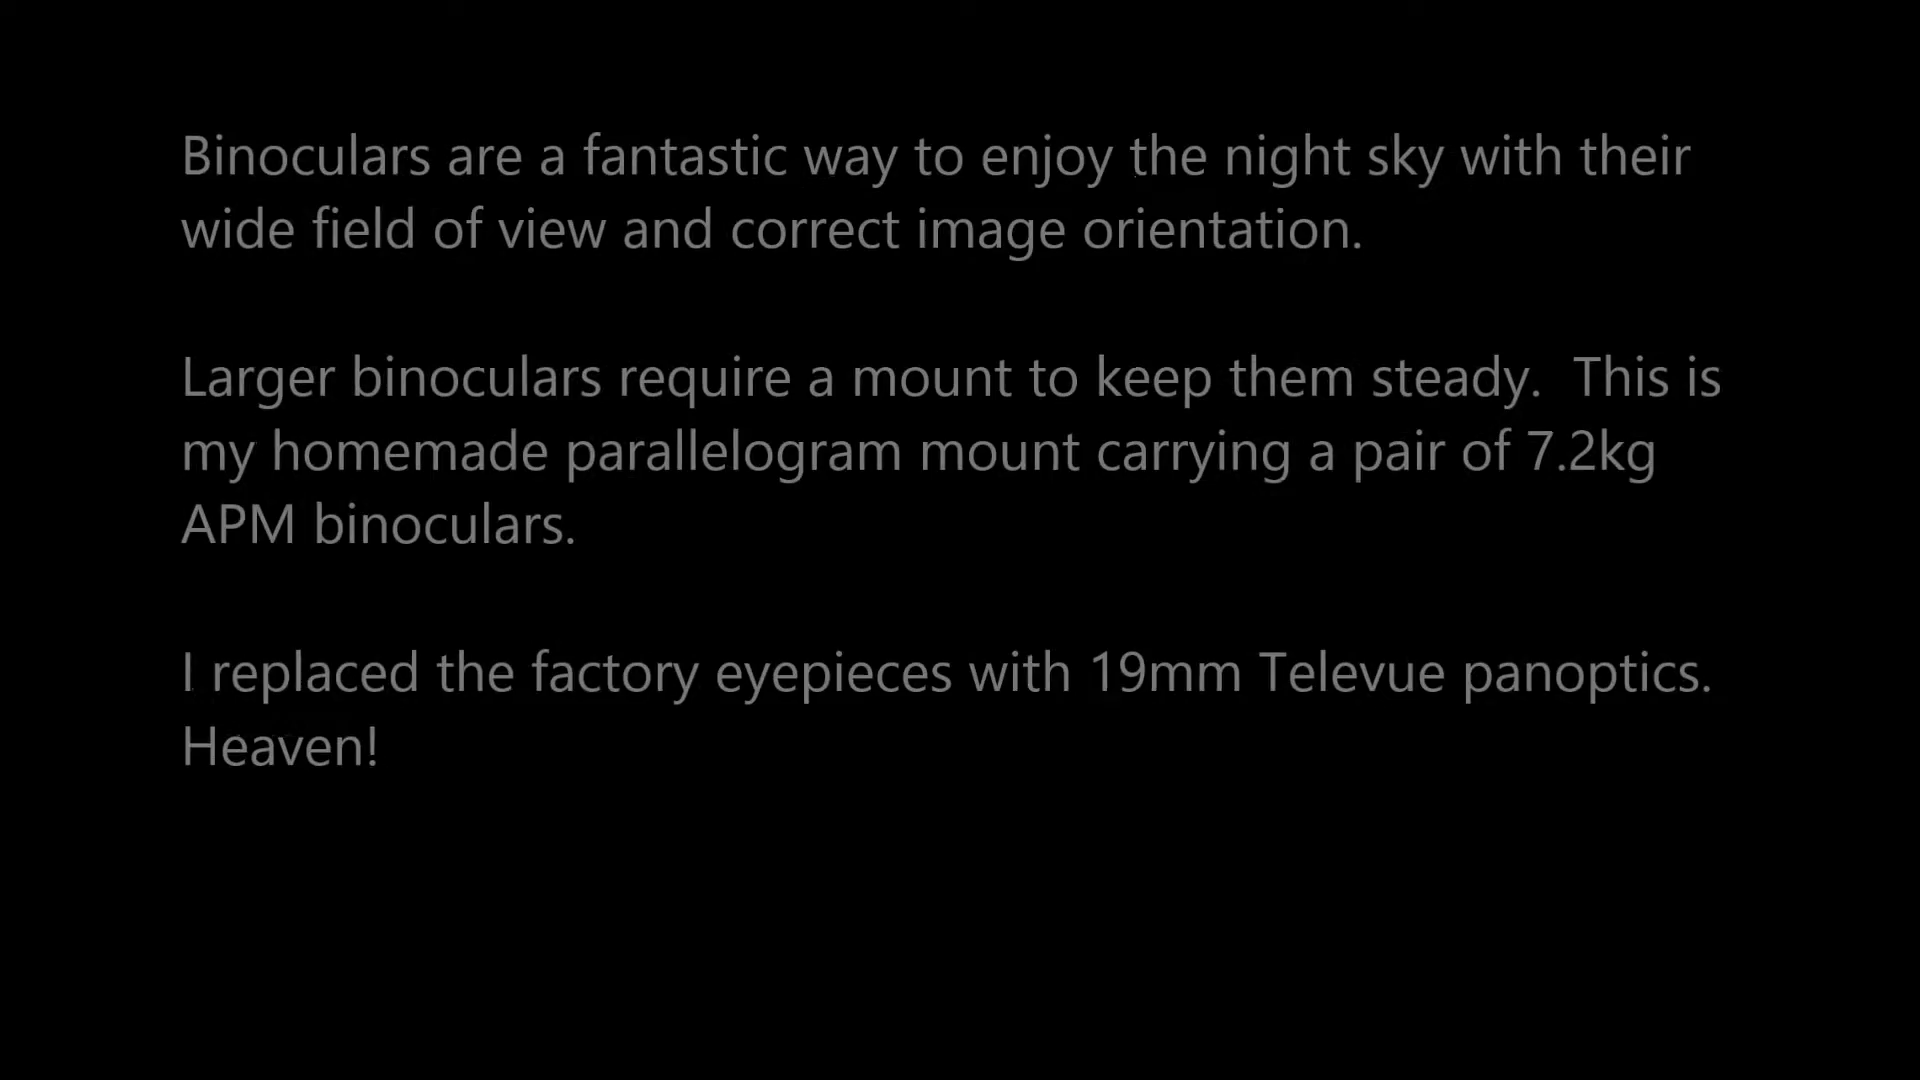 Binoculars are a fantastic way to enjoy the night sky with their
wide field of view and correct image orientation.
Larger binoculars require a mount to keep them steady.  This is
my homemade parallelogram mount carrying a pair of 7.2kg
APM binoculars.
I replaced the factory eyepieces with 19mm Televue panoptics.
Heaven!